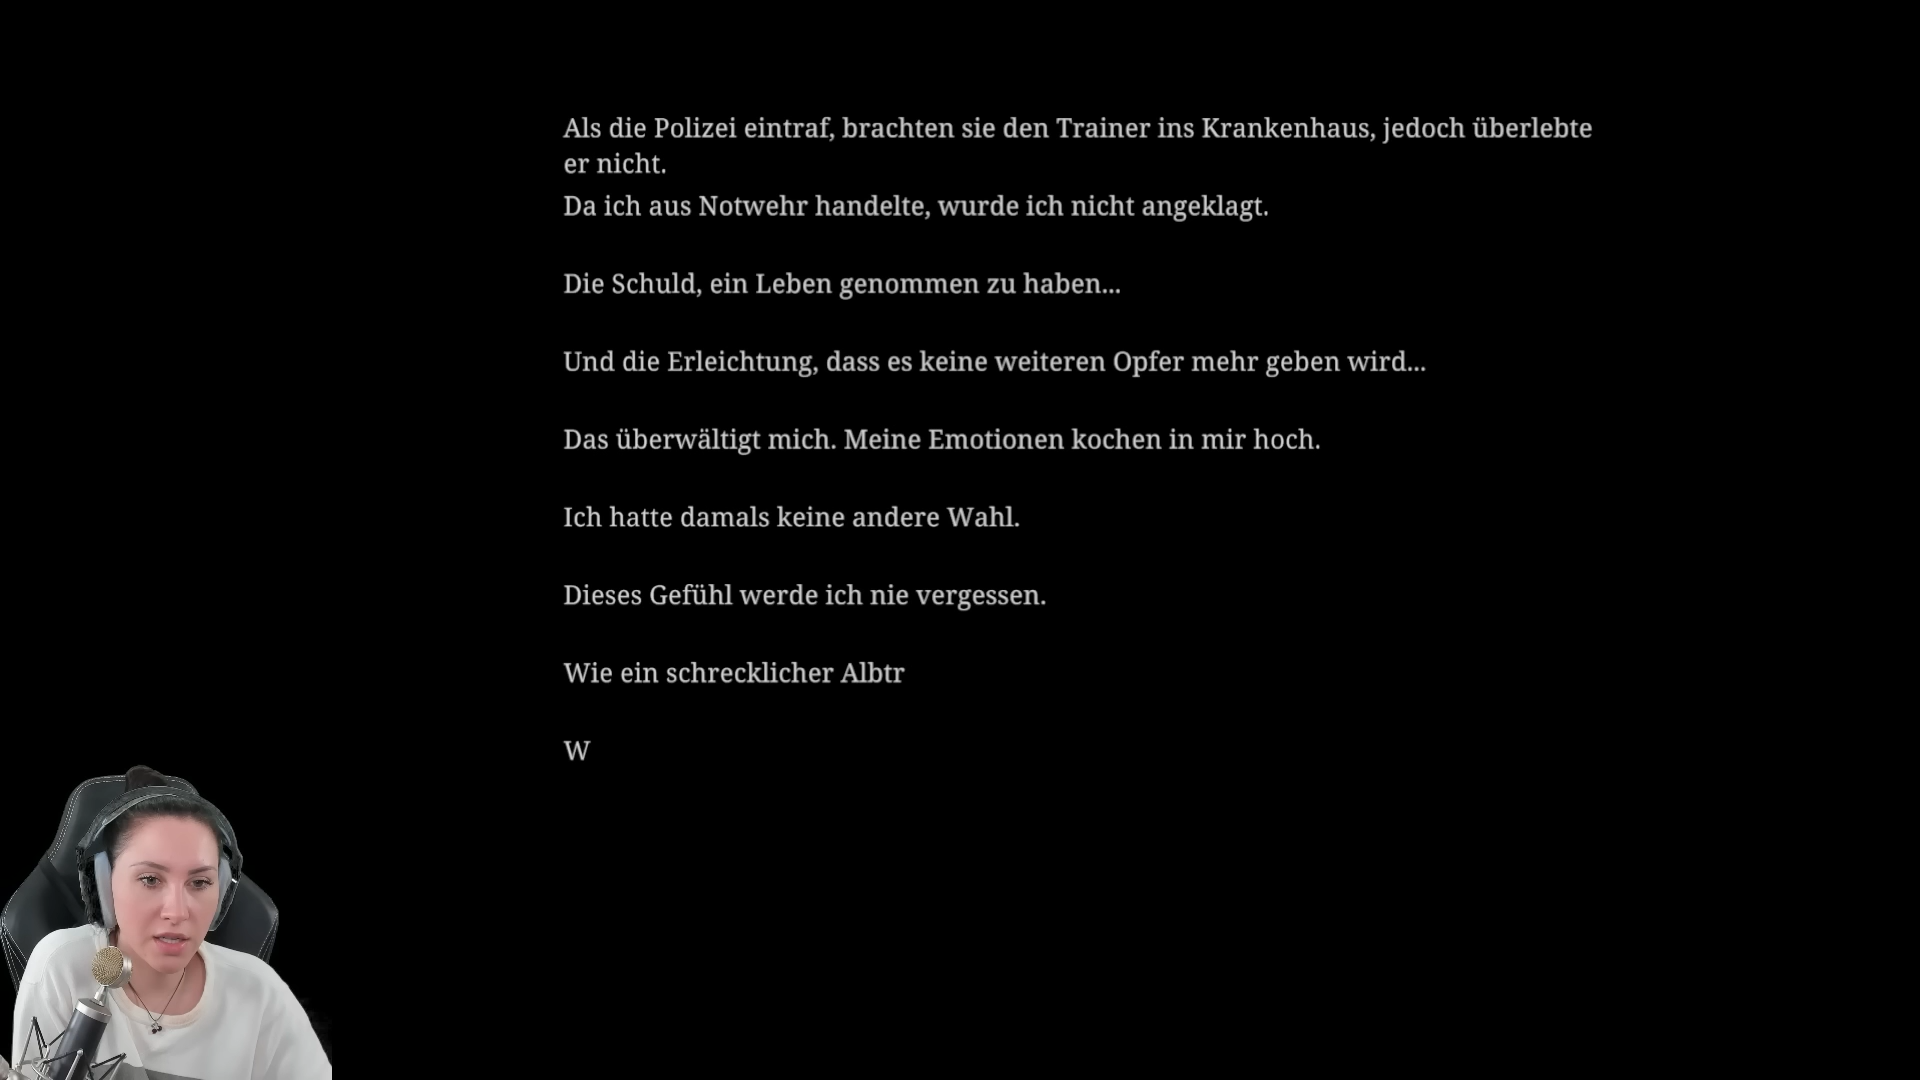 Als die Polizei eintraf, brachten sie den Trainer ins Krankenhaus, jedoch überlebte
er nicht.
Da ich aus Notwehr handelte, wurde ich nicht angeklagt.
Die Schuld, ein Leben genommen zu haben...
Und die Erleichtung, dass es keine weiteren Opfer mehr geben wird...
Das überwältigt mich. Meine Emotionen kochen in mir hoch.
Ich hatte damals keine andere Wahl.
Dieses Gefühl werde ich nie vergessen.
Wie ein schrecklicher Albtr
W